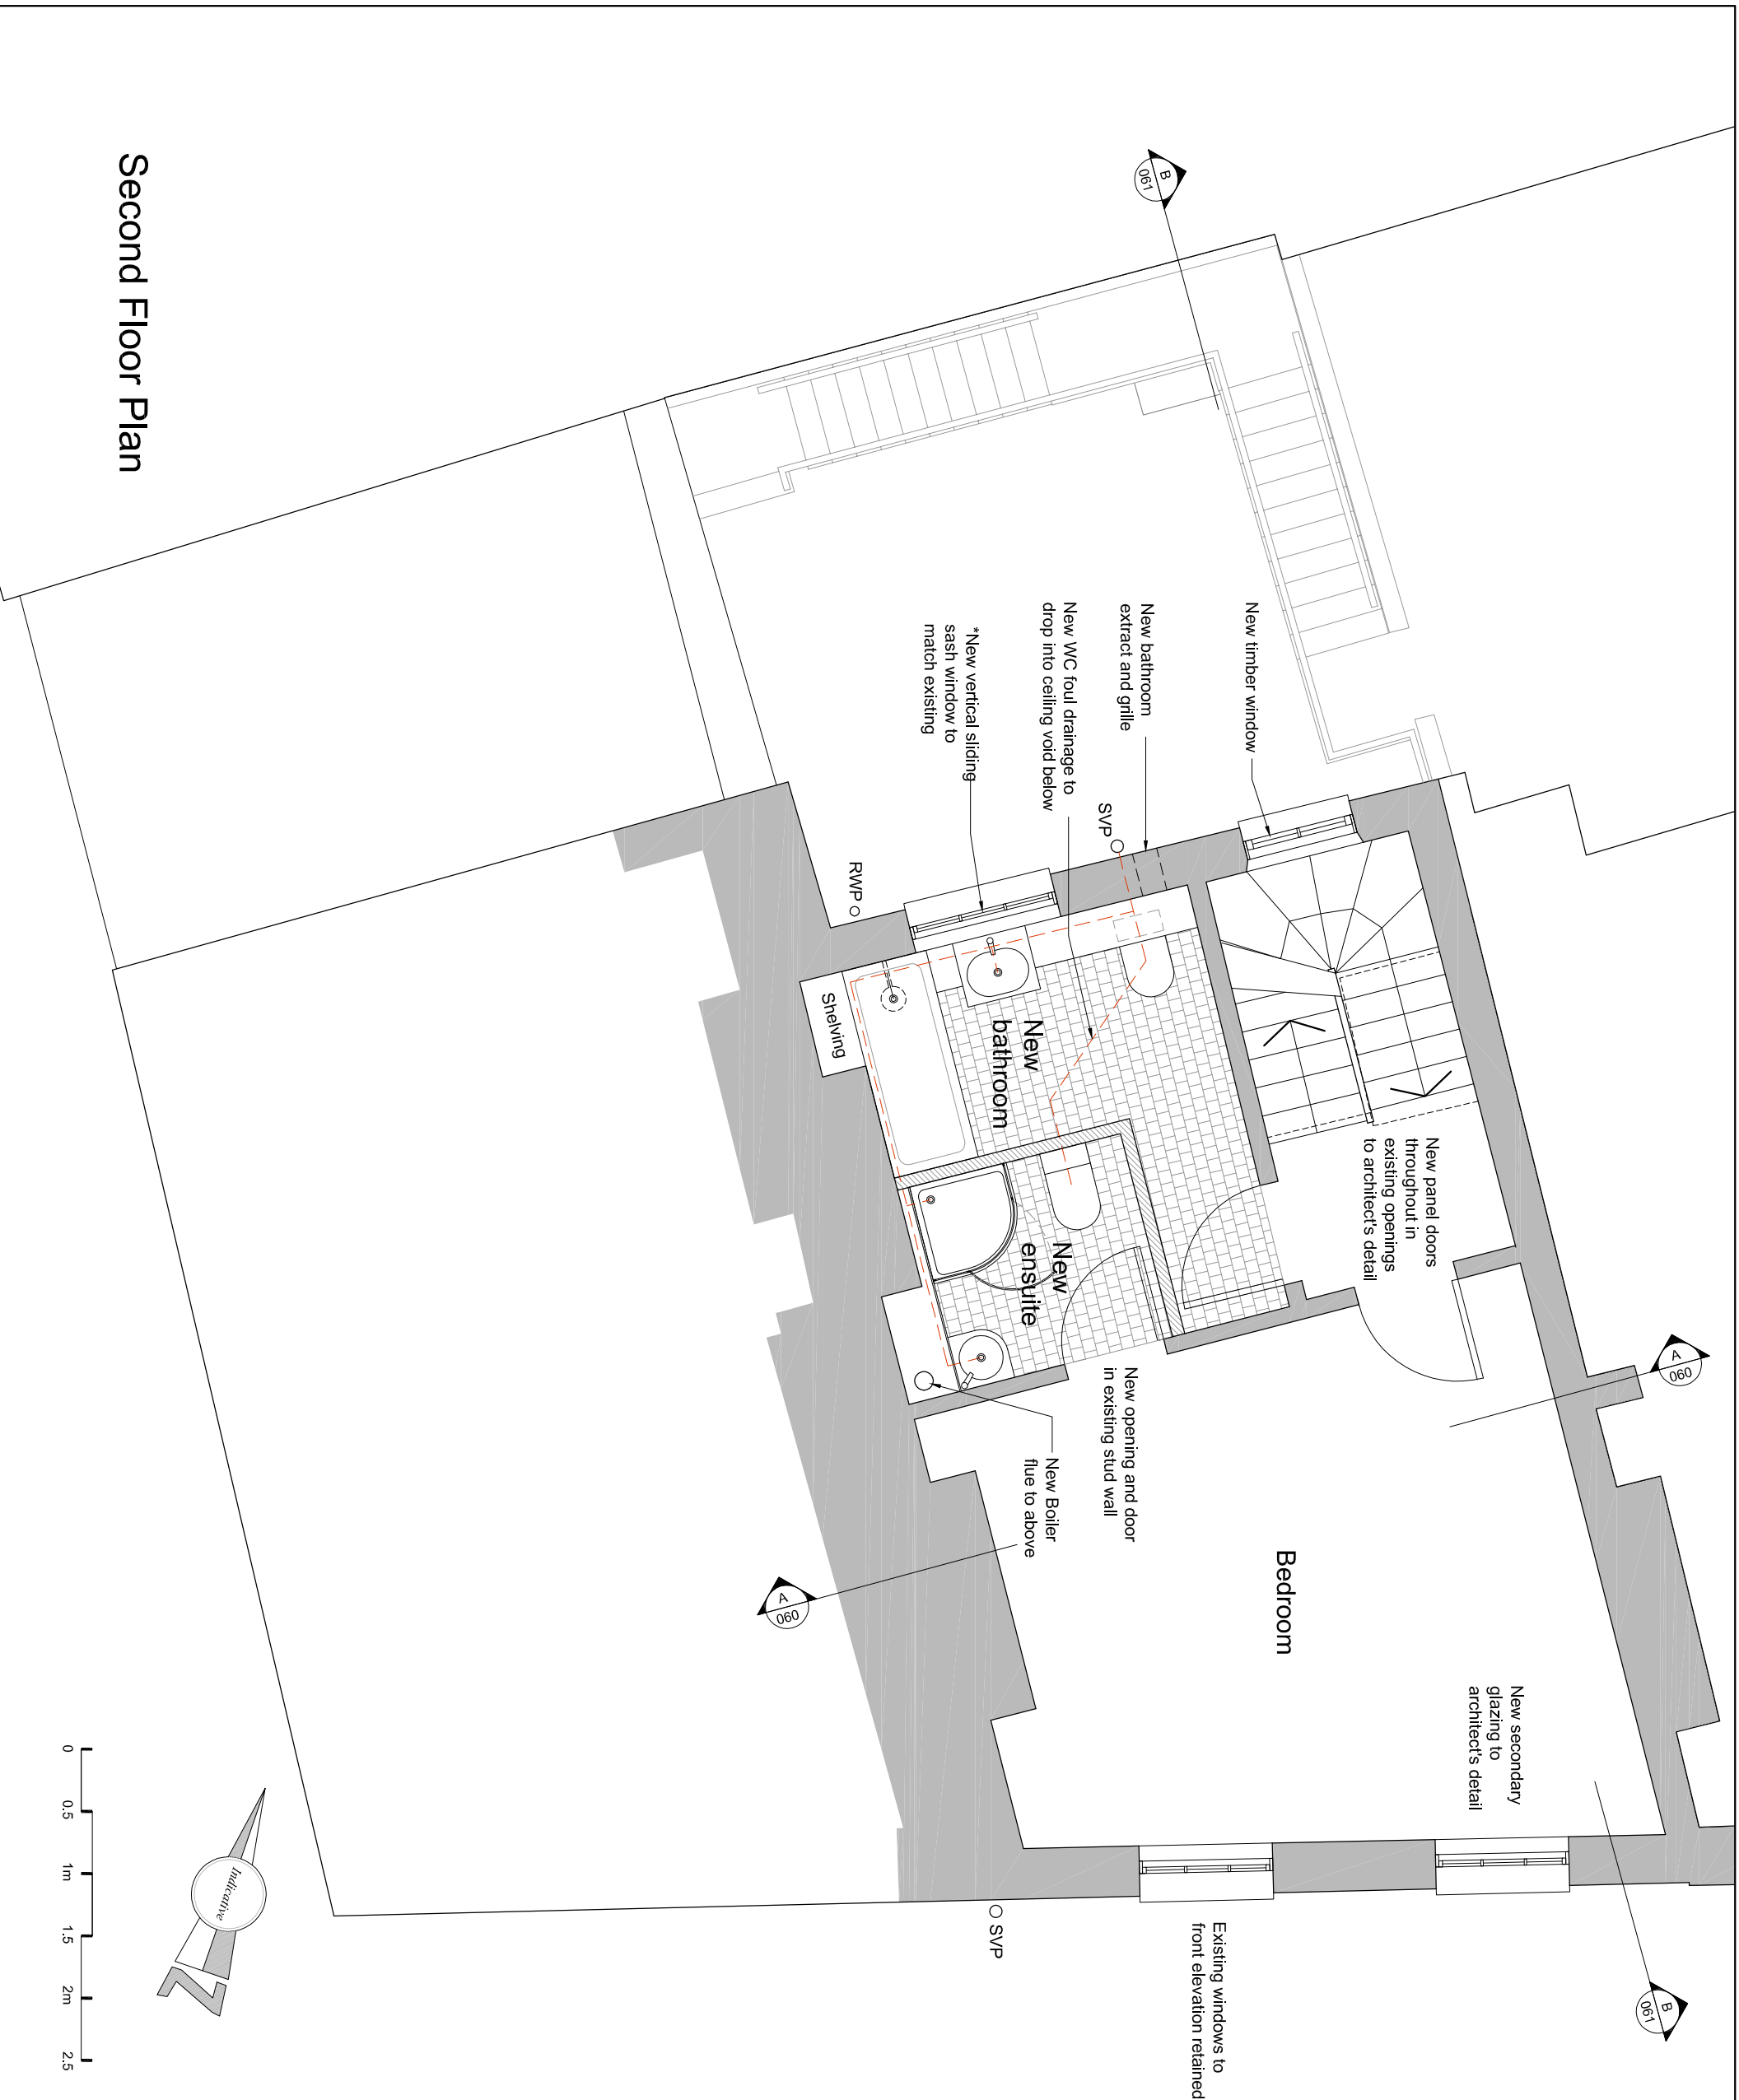 B
061
A
060
New secondary
glazing to
architect's detail
New panel doors
throughout in
existing openings
to architect's detail
B
061
New timber window
Bedroom
Existing windows to
front elevation retained
New bathroom
extract and grille
SVP
New opening and door
in existing stud wall
New WC foul drainage to
drop into ceiling void below
New
bathroom
New
ensuite
New Boiler
flue to above
*New vertical sliding
sash window to
match existing
SVP
RWP
Shelving
A
060
Indicative
N
Second Floor Plan
0
0.5
1m
1.5
2m
2.5